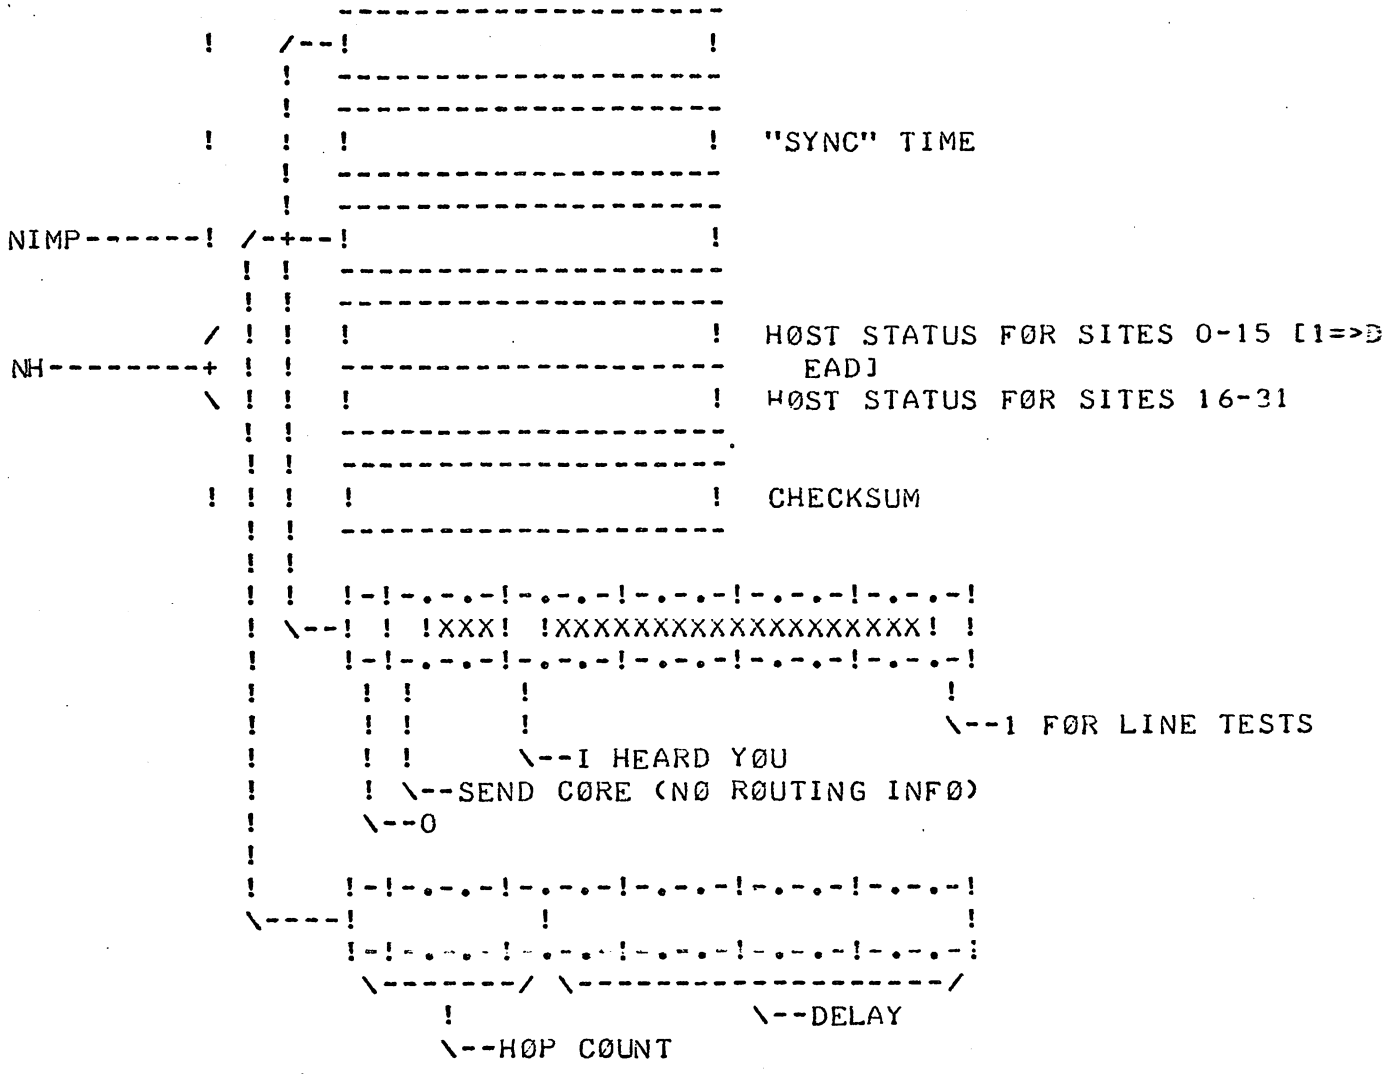 "SYNC" TIME
NIMP
HØST STATUS FØR SITES 0-15 [1=>D
NH
EAD]
HØST STATUS FØR SITES 16-31
CHECKSUM
XXX XXXXXXXXXXXXXXXXXXX
1 FØR LINE TESTS
I HEARD YØU
SEND CØRE (NØ RØUTING INFØ)
0
DELAY
HØP CØUNT